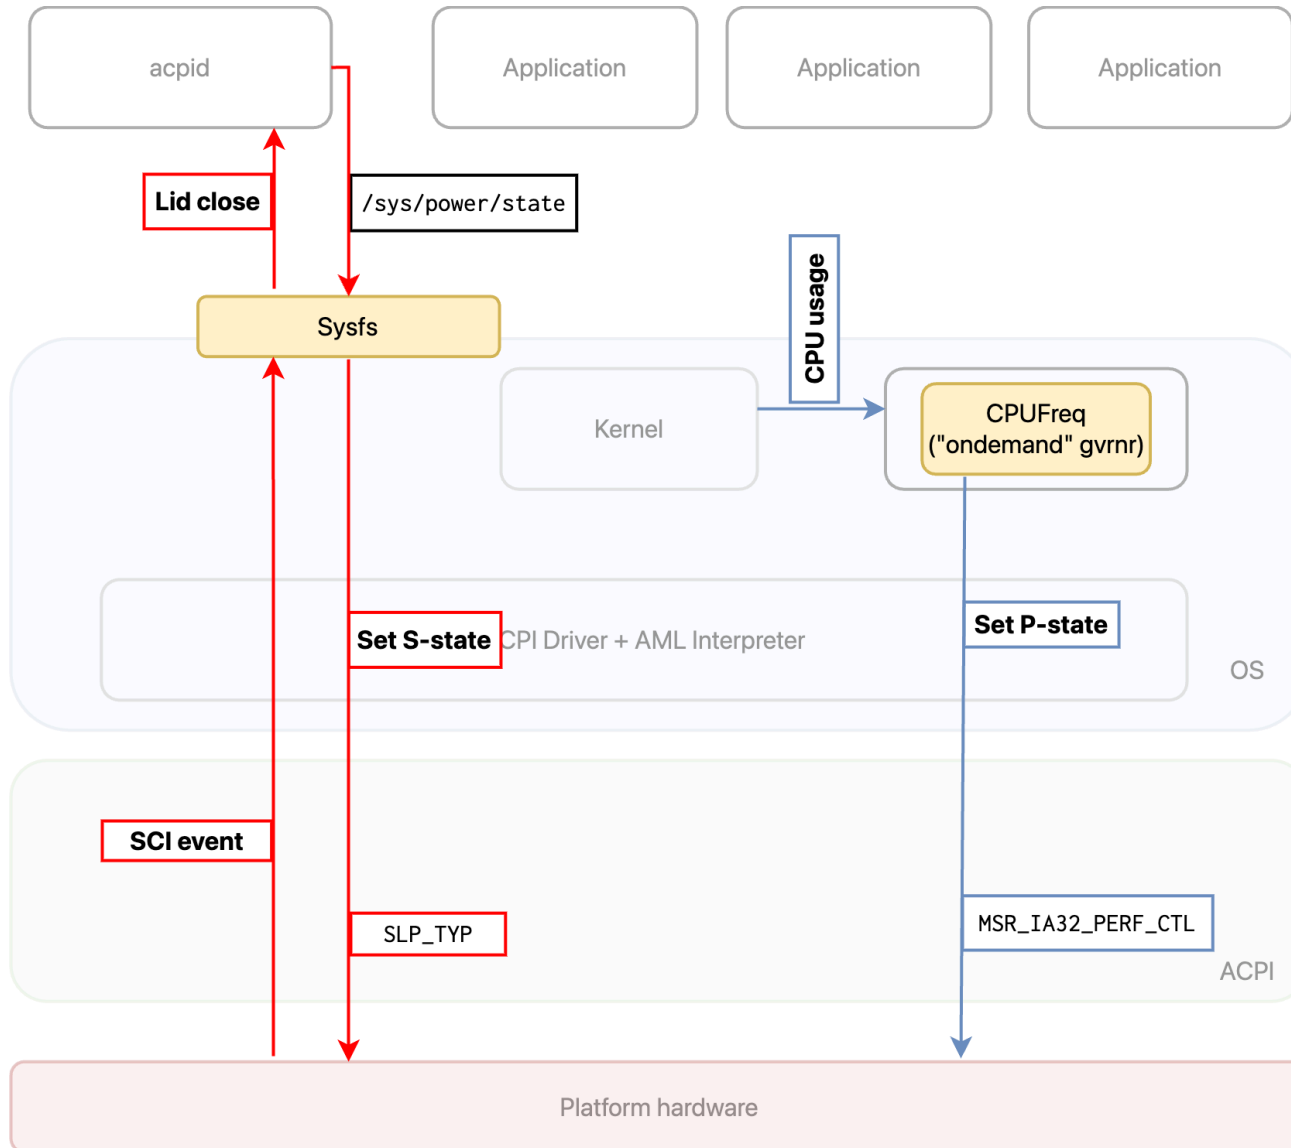 acpid
Application
Application
Application
Lid close
/sys/power/state
CPU usage
Sysfs
Kernel
CPUFreq
("ondemand" gvrnr)
Set S-state
CPI Driver + AML Interpreter
Set P-state
OS
SCI event
SLP_TYP
MSR_IA32_PERF_CTL
ACPI
Platform hardware